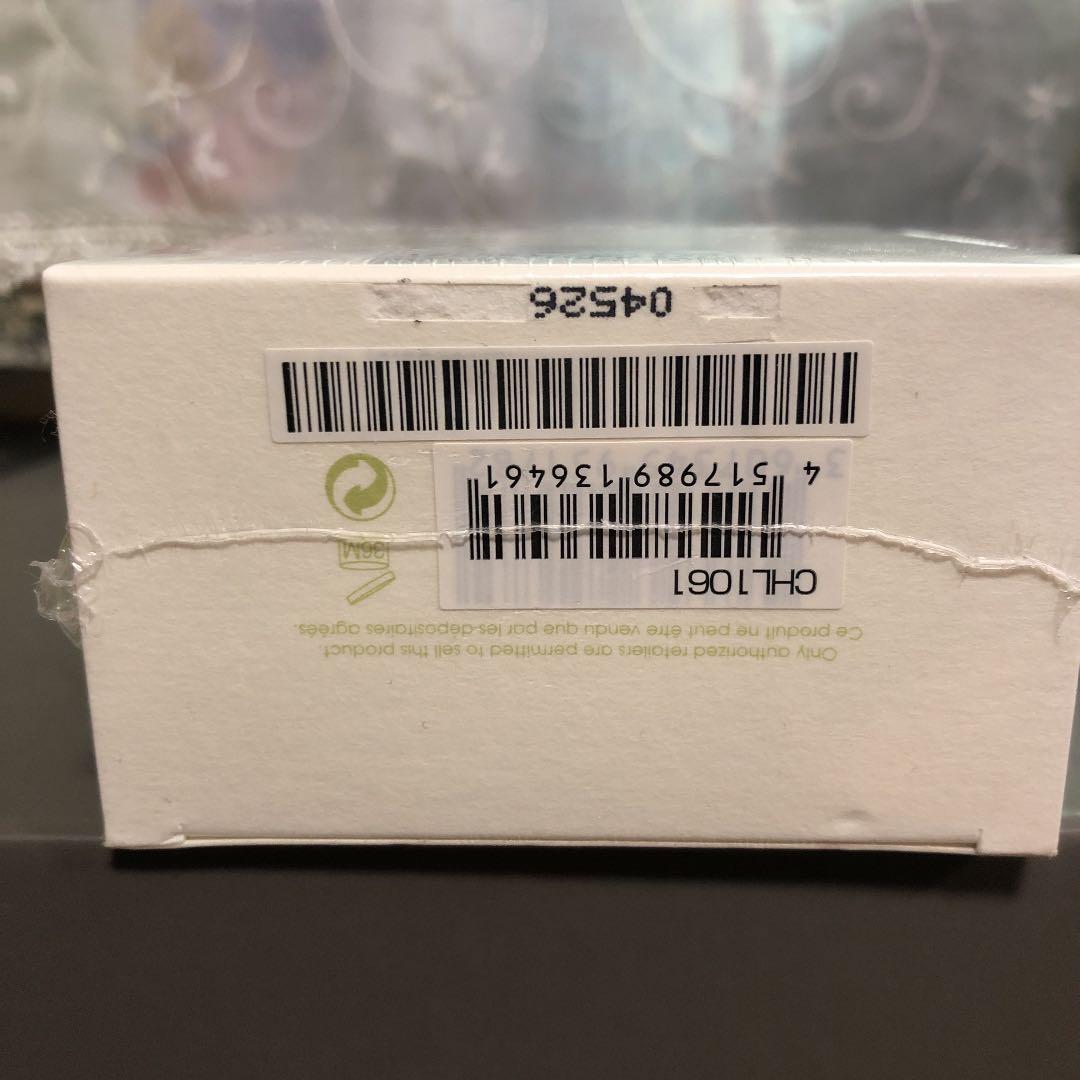 Only authorized retailers are permitted to sell this product.
Ce produit ne peut être vendu que par les dépositaires agréés.
CHL1061
36M
4 517989 136461
04526